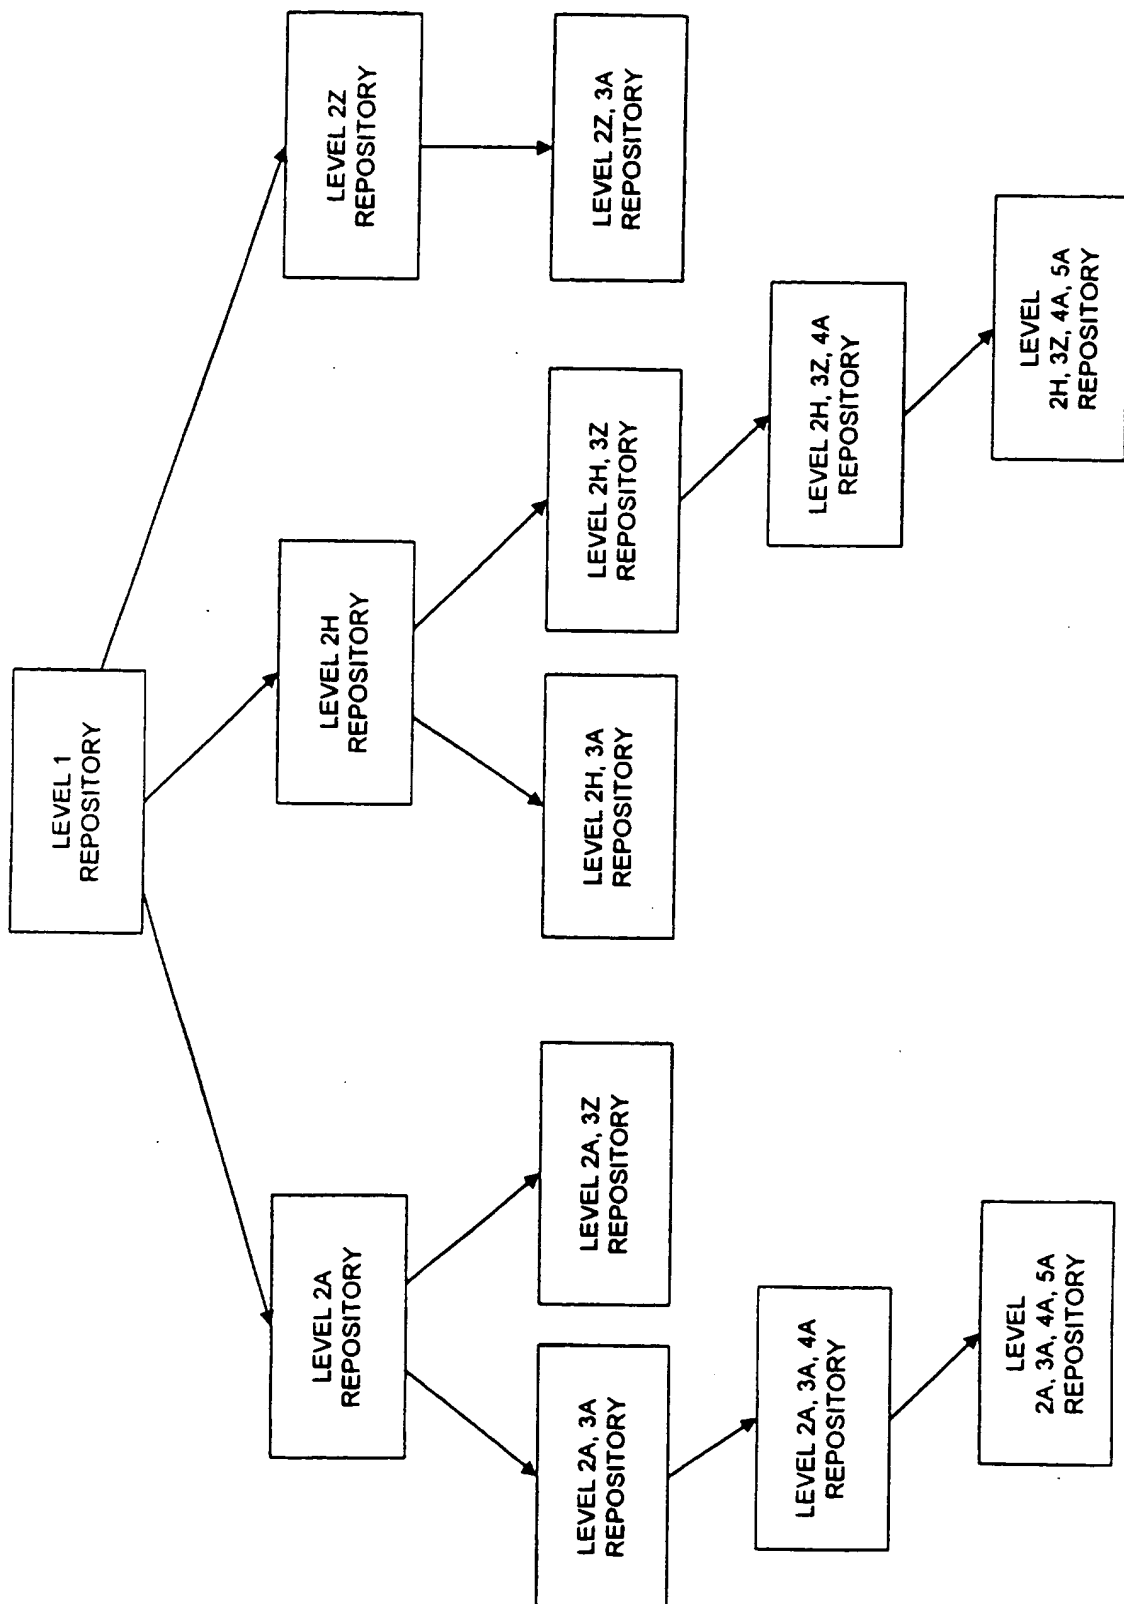 LEVEL 1
REPOSITORY
LEVEL 2A
REPOSITORY
LEVEL 2H
REPOSITORY
LEVEL 2Z
REPOSITORY
LEVEL 2A, 3A
REPOSITORY
LEVEL 2A, 3Z
REPOSITORY
LEVEL 2H, 3A
REPOSITORY
LEVEL 2H, 3Z
REPOSITORY
LEVEL 2Z, 3A
REPOSITORY
LEVEL 2A, 3A, 4A
REPOSITORY
LEVEL 2H, 3Z, 4A
REPOSITORY
LEVEL
2A, 3A, 4A, 5A
REPOSITORY
LEVEL
2H, 3Z, 4A, 5A
REPOSITORY